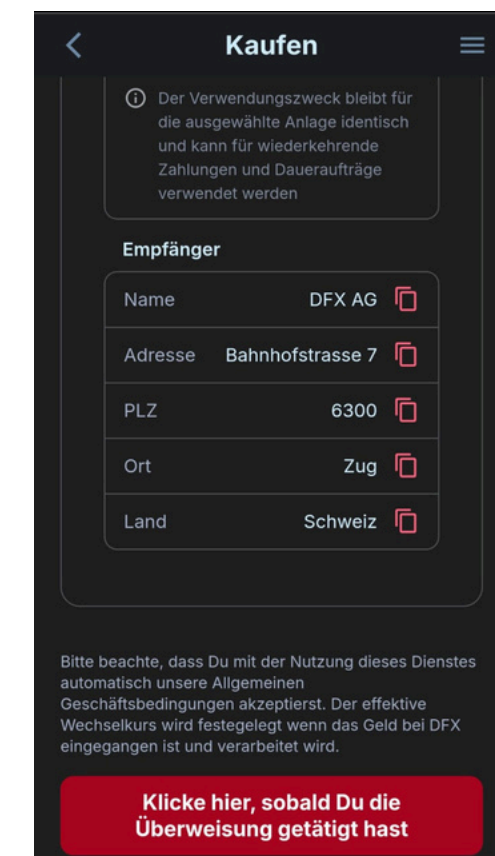 Kaufen
Der Verwendungszweck bleibt für
die ausgewählte Anlage identisch
und kann für wiederkehrende
Zahlungen und Daueraufträge
verwendet werden
Empfänger
Name DFX AG
Adresse Bahnhofstrasse 7
PLZ 6300
Ort Zug
Land Schweiz
Bitte beachte, dass Du mit der Nutzung dieses Dienstes
automatisch unsere Allgemeinen
Geschäftsbedingungen akzeptierst. Der effektive
Wechselkurs wird festegelegt wenn das Geld bei DFX
eingegangen ist und verarbeitet wird.
Klicke hier, sobald Du die
Überweisung getätigt hast